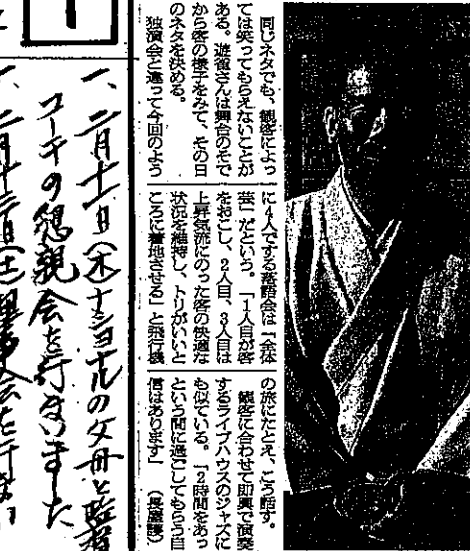 同じネタでも、観客によっ
ては笑ってもらえないことが
ある。遊雀さんは舞台のそで
から客の様子をみて、その日
のネタを決める。
独演会と違って今回のよう
に4人でする落語会は「全体
芸」だという。「1人目が客
をおこし、2人目、3人目は
上昇気流にのった客の快適な
状況を維持し、トリがいいと
ころに着地させる」と飛行機
の旅にたとえ、こう話す。
観客に合わせて即興で演奏
するライブハウスのジャズに
も似ている。「2時間をあっ
という間に過ごしてもらう自
信はあります」
一、二月十一日(木)ナショナルの父母と監督
コーチの懇親会を行いました